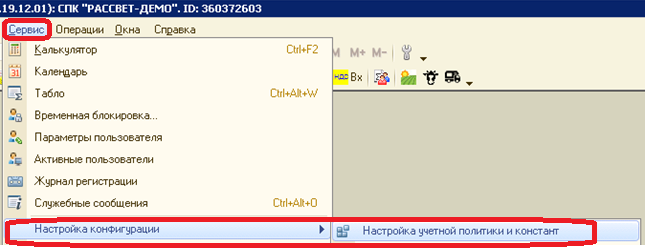 .19.12.01): СПК "РАССВЕТ-ДЕМО". ID: 360372603
Сервис Операции Окна Справка
Калькулятор Ctrl+F2 M M+ M-
Календарь 31 НДС Вх
Табло Ctrl+Alt+W
Временная блокировка...
Параметры пользователя
Активные пользователи
Журнал регистрации
Служебные сообщения Ctrl+Alt+O
Настройка конфигурации Настройка учетной политики и констант